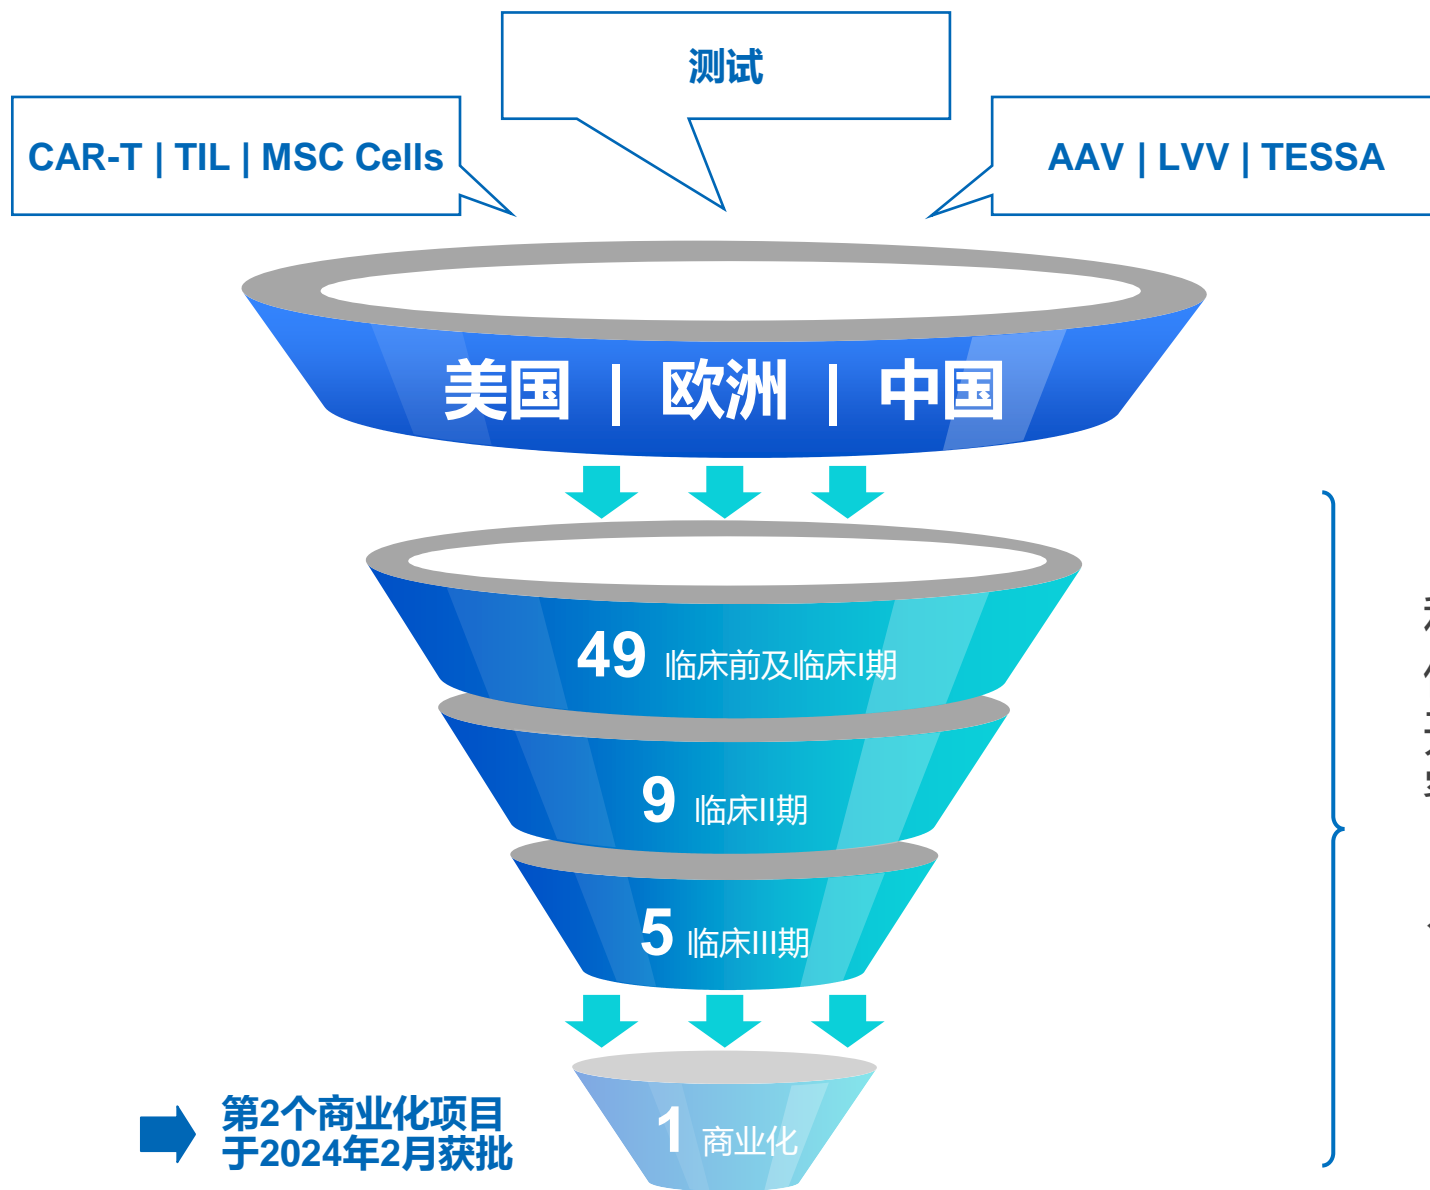 测试
CAR-T | TIL | MSC Cells
AAV | LVV | TESSA
美国 | 欧洲 | 中国
49 临床前及临床I期
9 临床II期
5 临床III期
1 商业化
第2个商业化项目
于2024年2月获批